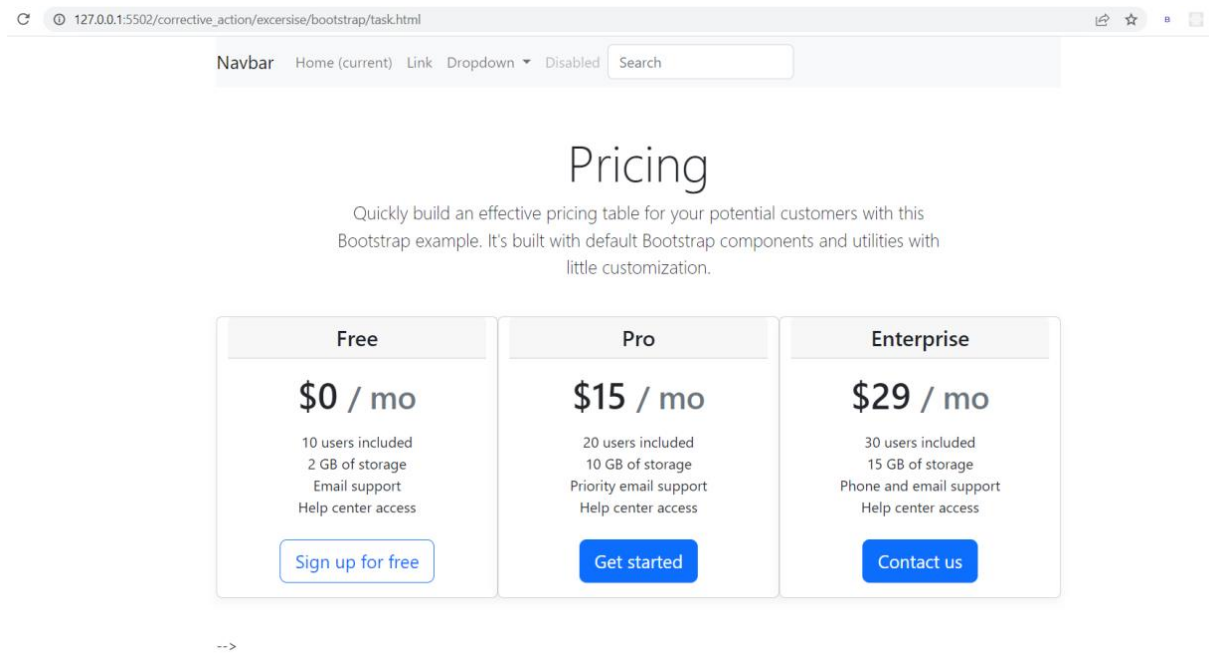 127.0.0.1:5502/corrective_action/excersise/bootstrap/task.html
B
Navbar Home (current) Link Dropdown Disabled Search
Pricing
Quickly build an effective pricing table for your potential customers with this
Bootstrap example. It's built with default Bootstrap components and utilities with
little customization.
Free
$0 / mo
10 users included
2 GB of storage
Email support
Help center access
Sign up for free
Pro
$15 / mo
20 users included
10 GB of storage
Priority email support
Help center access
Get started
Enterprise
$29 / mo
30 users included
15 GB of storage
Phone and email support
Help center access
Contact us
-->